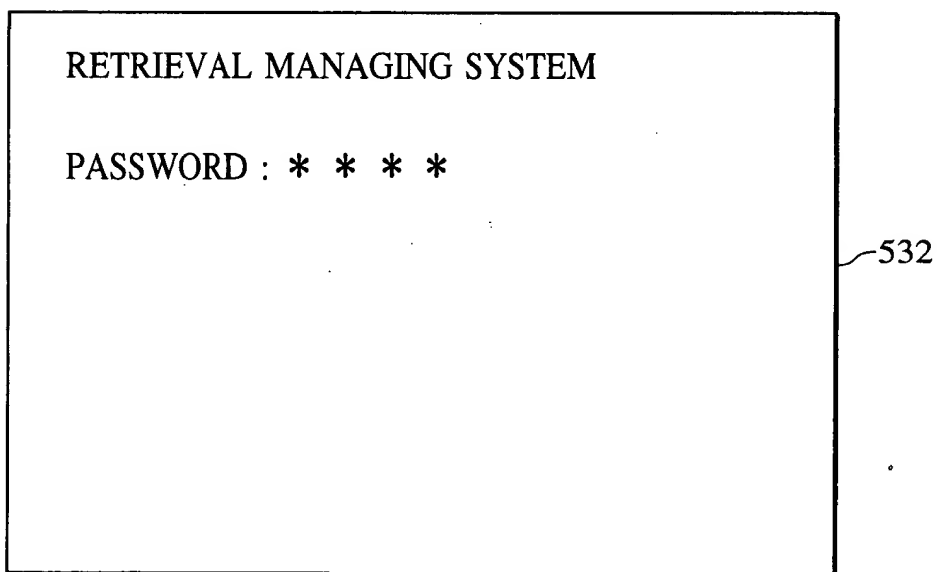 RETRIEVAL MANAGING SYSTEM
PASSWORD : * * * *
532